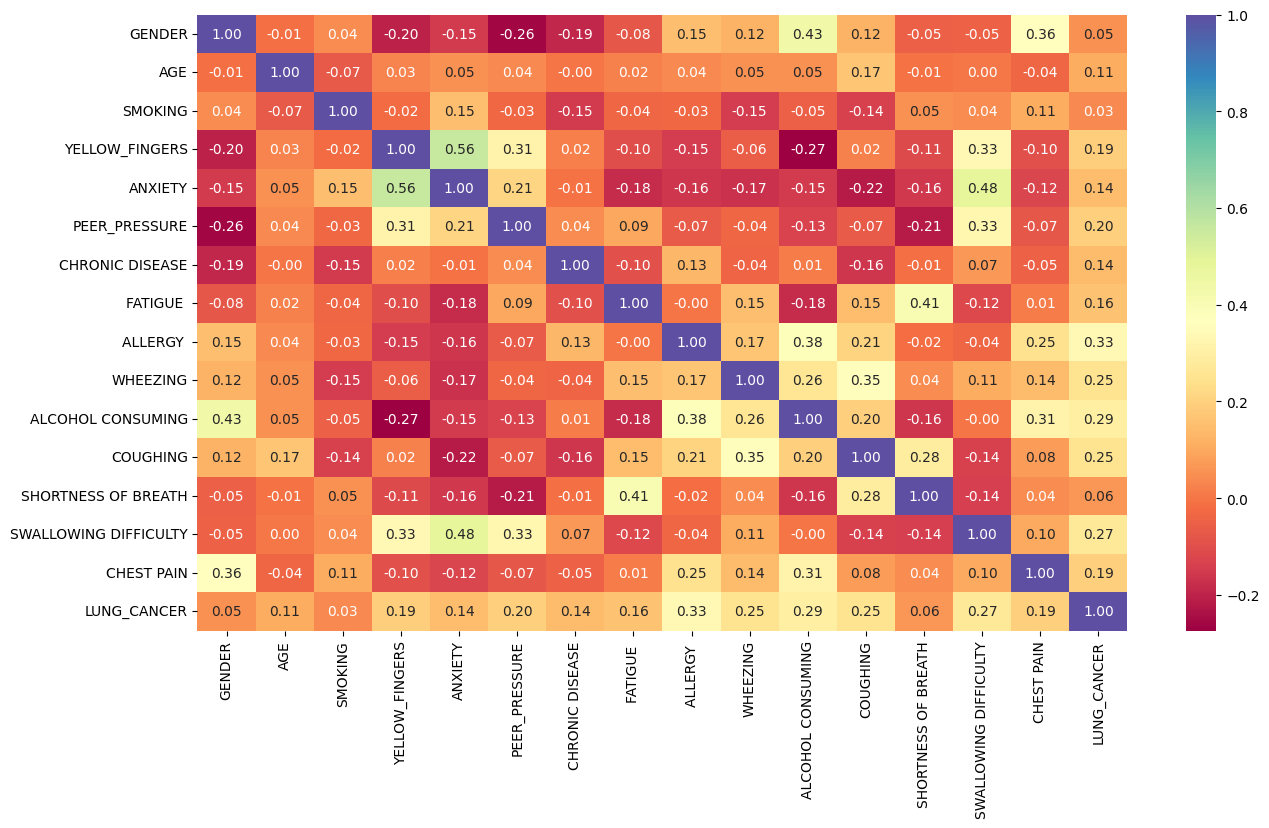 GENDER 1.00 -0.01 0.04 -0.20 -0.15 -0.26 -0.19 -0.08 0.15 0.12 0.43 0.12 -0.05 -0.05 0.36 0.05
AGE -0.01 1.00 -0.07 0.03 0.05 0.04 -0.00 0.02 0.04 0.05 0.05 0.17 -0.01 0.00 -0.04 0.11
SMOKING 0.04 -0.07 1.00 -0.02 0.15 -0.03 -0.15 -0.04 -0.03 -0.15 -0.05 -0.14 0.05 0.04 0.11 0.03
YELLOW_FINGERS -0.20 0.03 -0.02 1.00 0.56 0.31 0.02 -0.10 -0.15 -0.06 -0.27 0.02 -0.11 0.33 -0.10 0.19
ANXIETY -0.15 0.05 0.15 0.56 1.00 0.21 -0.01 -0.18 -0.16 -0.17 -0.15 -0.22 -0.16 0.48 -0.12 0.14
PEER_PRESSURE -0.26 0.04 -0.03 0.31 0.21 1.00 0.04 0.09 -0.07 -0.04 -0.13 -0.07 -0.21 0.33 -0.07 0.20
CHRONIC DISEASE -0.19 -0.00 -0.15 0.02 -0.01 0.04 1.00 -0.10 0.13 -0.04 0.01 -0.16 -0.01 0.07 -0.05 0.14
FATIGUE -0.08 0.02 -0.04 -0.10 -0.18 0.09 -0.10 1.00 -0.00 0.15 -0.18 0.15 0.41 -0.12 0.01 0.16
ALLERGY 0.15 0.04 -0.03 -0.15 -0.16 -0.07 0.13 -0.00 1.00 0.17 0.38 0.21 -0.02 -0.04 0.25 0.33
WHEEZING 0.12 0.05 -0.15 -0.06 -0.17 -0.04 -0.04 0.15 0.17 1.00 0.26 0.35 0.04 0.11 0.14 0.25
ALCOHOL CONSUMING 0.43 0.05 -0.05 -0.27 -0.15 -0.13 0.01 -0.18 0.38 0.26 1.00 0.20 -0.16 -0.00 0.31 0.29
COUGHING 0.12 0.17 -0.14 0.02 -0.22 -0.07 -0.16 0.15 0.21 0.35 0.20 1.00 0.28 -0.14 0.08 0.25
SHORTNESS OF BREATH -0.05 -0.01 0.05 -0.11 -0.16 -0.21 -0.01 0.41 -0.02 0.04 -0.16 0.28 1.00 -0.14 0.04 0.06
SWALLOWING DIFFICULTY -0.05 0.00 0.04 0.33 0.48 0.33 0.07 -0.12 -0.04 0.11 -0.00 -0.14 -0.14 1.00 0.10 0.27
CHEST PAIN 0.36 -0.04 0.11 -0.10 -0.12 -0.07 -0.05 0.01 0.25 0.14 0.31 0.08 0.04 0.10 1.00 0.19
LUNG_CANCER 0.05 0.11 0.03 0.19 0.14 0.20 0.14 0.16 0.33 0.25 0.29 0.25 0.06 0.27 0.19 1.00
GENDER
AGE
SMOKING
YELLOW_FINGERS
ANXIETY
PEER_PRESSURE
CHRONIC DISEASE
FATIGUE
ALLERGY
WHEEZING
ALCOHOL CONSUMING
COUGHING
SHORTNESS OF BREATH
SWALLOWING DIFFICULTY
CHEST PAIN
LUNG_CANCER
1.0
0.8
0.6
0.4
0.2
0.0
−0.2